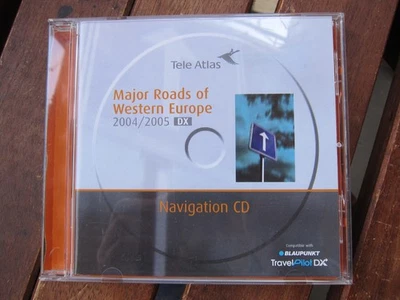 Tele Atlas
Major Roads of
Western Europe
2004/2005 DX
Navigation CD
Compatible with
BLAUPUNKT
TravelPilot DX